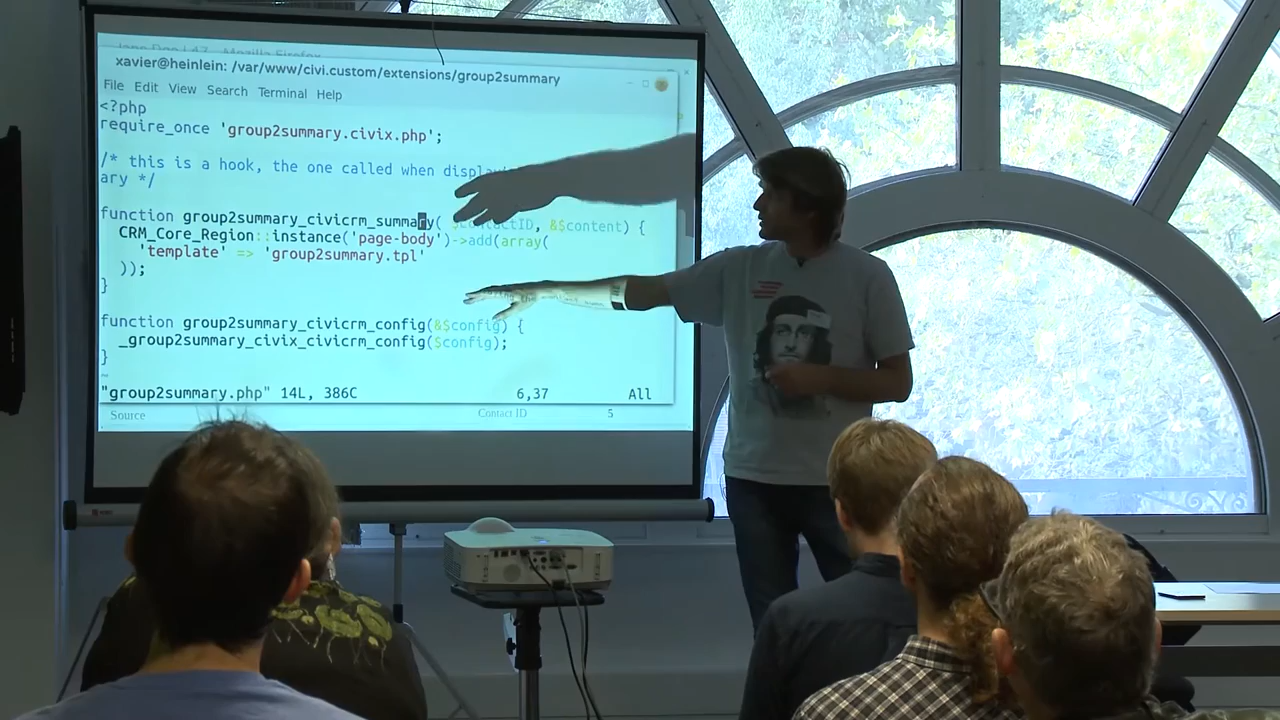 xavier@heinlein: /var/www/civi.custom/extensions/group2summary
File Edit View Search Terminal Help
<?php
require_once 'group2summary.civix.php';
/* this is a hook, the one called when
ary */
function group2summary_civicrm_summary( $contactID, &$content) {
CRM_Core_Region::instance('page-body')->add(array(
'template' => 'group2summary.tpl'
));
}
function group2summary_civicrm_config(&$config) {
_group2summary_civix_civicrm_config($config);
}
~
"group2summary.php" 14L, 386C 6,37 All
Source Contact ID 5